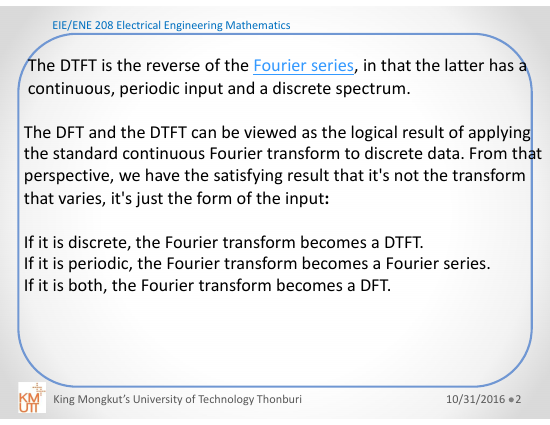 EIE/ENE 208 Electrical Engineering Mathematics
The DTFT is the reverse of the Fourier series, in that the latter has a
continuous, periodic input and a discrete spectrum.
The DFT and the DTFT can be viewed as the logical result of applying
the standard continuous Fourier transform to discrete data. From that
perspective, we have the satisfying result that it's not the transform
that varies, it's just the form of the input:
If it is discrete, the Fourier transform becomes a DTFT.
If it is periodic, the Fourier transform becomes a Fourier series.
If it is both, the Fourier transform becomes a DFT.
KMUTT
King Mongkut's University of Technology Thonburi
10/31/2016 ●2